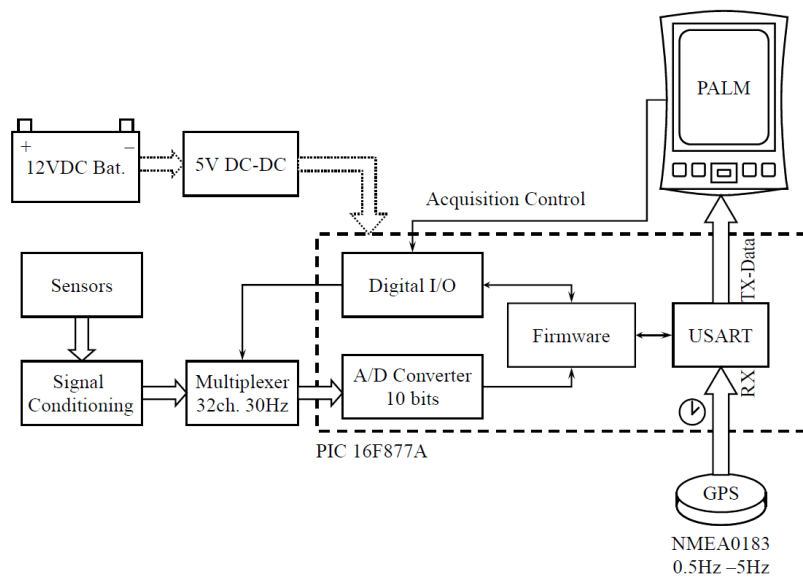 PALM
+ –
12VDC Bat.
5V DC-DC
Acquisition Control
Sensors
Digital I/O
TX-Data
Firmware
USART
Signal
Conditioning
Multiplexer
32ch. 30Hz
A/D Converter
10 bits
RX
PIC 16F877A
GPS
NMEA0183
0.5Hz –5Hz